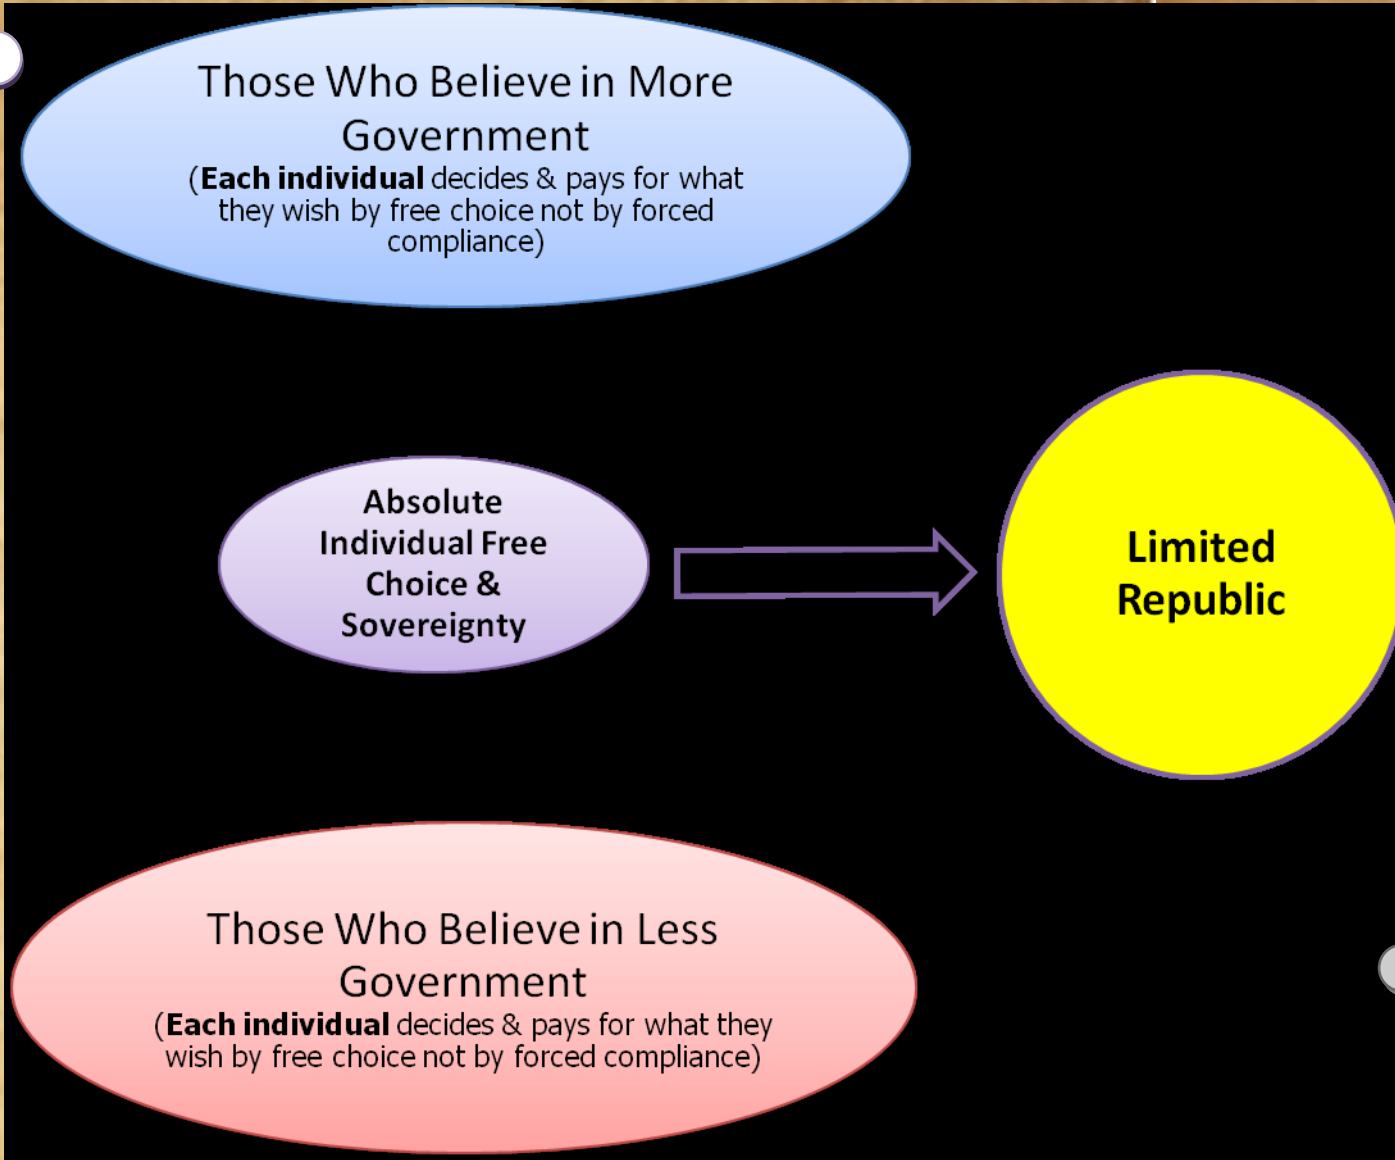 Those Who Believe in More
Government
(Each individual decides & pays for what
they wish by free choice not by forced
compliance)
Absolute
Individual Free
Choice &
Sovereignty
Limited
Republic
Those Who Believe in Less
Government
(Each individual decides & pays for what they
wish by free choice not by forced compliance)